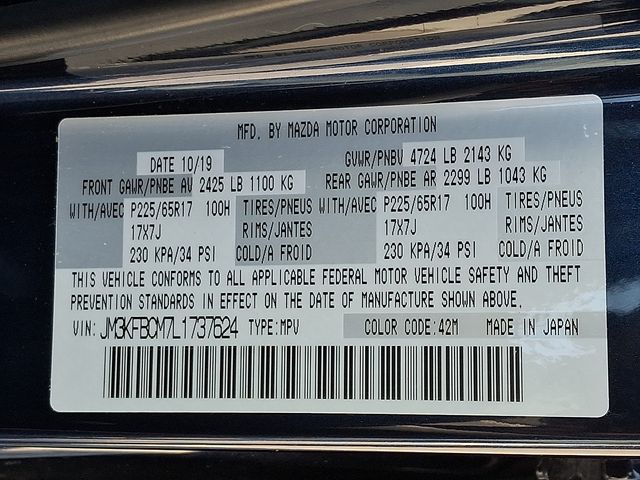 MFD. BY MAZDA MOTOR CORPORATION
DATE 10/19 GVWR/PNBV 4724 LB 2143 KG
FRONT GAWR/PNBE AV 2425 LB 1100 KG REAR GAWR/PNBE AR 2299 LB 1043 KG
WITH/AVEC P225/65R17 100H TIRES/PNEUS WITH/AVEC P225/65R17 100H TIRES/PNEUS
17X7J RIMS/JANTES 17X7J RIMS/JANTES
230 KPA/34 PSI COLD/A FROID 230 KPA/34 PSI COLD/A FROID
THIS VEHICLE CONFORMS TO ALL APPLICABLE FEDERAL MOTOR VEHICLE SAFETY AND THEFT
PREVENTION STANDARDS IN EFFECT ON THE DATE OF MANUFACTURE SHOWN ABOVE.
VIN: JM3KFBCM7L1737624 TYPE:MPV COLOR CODE:42M MADE IN JAPAN